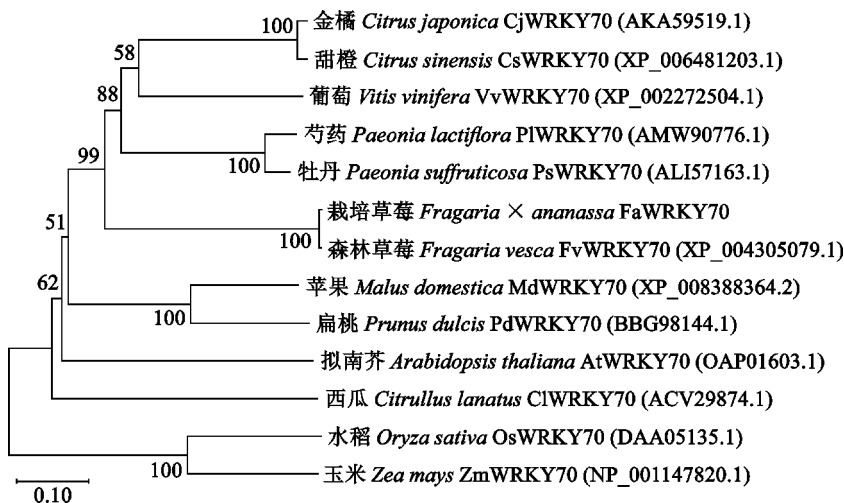 100
金橘 Citrus japonica CjWRKY70 (AKA59519.1)
58
甜橙 Citrus sinensis CsWRKY70 (XP_006481203.1)
88
葡萄 Vitis vinifera VvWRKY70 (XP_002272504.1)
芍药 Paeonia lactiflora PlWRKY70 (AMW90776.1)
99
100
牡丹 Paeonia suffruticosa PsWRKY70 (ALI57163.1)
51
栽培草莓 Fragaria × ananassa FaWRKY70
100
森林草莓 Fragaria vesca FvWRKY70 (XP_004305079.1)
62
苹果 Malus domestica MdWRKY70 (XP_008388364.2)
100
扁桃 Prunus dulcis PdWRKY70 (BBG98144.1)
拟南芥 Arabidopsis thaliana AtWRKY70 (OAP01603.1)
西瓜 Citrullus lanatus ClWRKY70 (ACV29874.1)
水稻 Oryza sativa OsWRKY70 (DAA05135.1)
100
玉米 Zea mays ZmWRKY70 (NP_001147820.1)
0.10